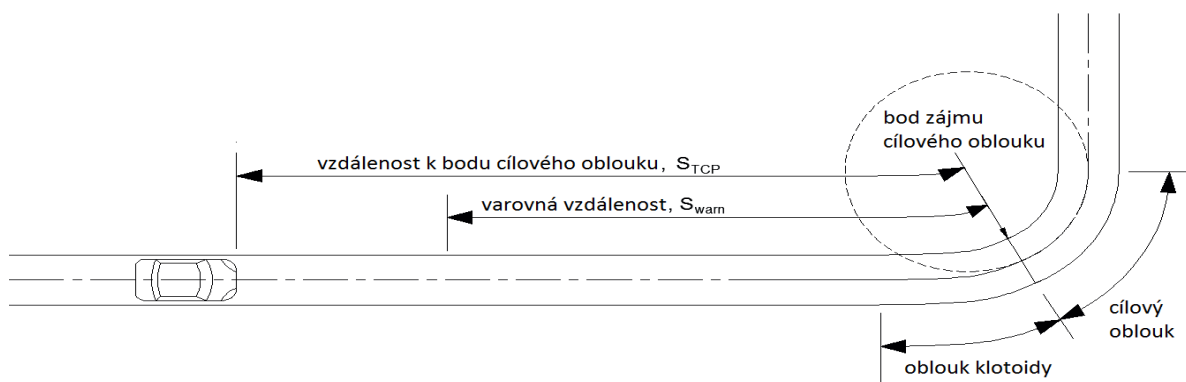 bod zájmu
cílového oblouku
vzdálenost k bodu cílového oblouku, STCP
varovná vzdálenost, Swarn
cílový
oblouk
oblouk klotoidy